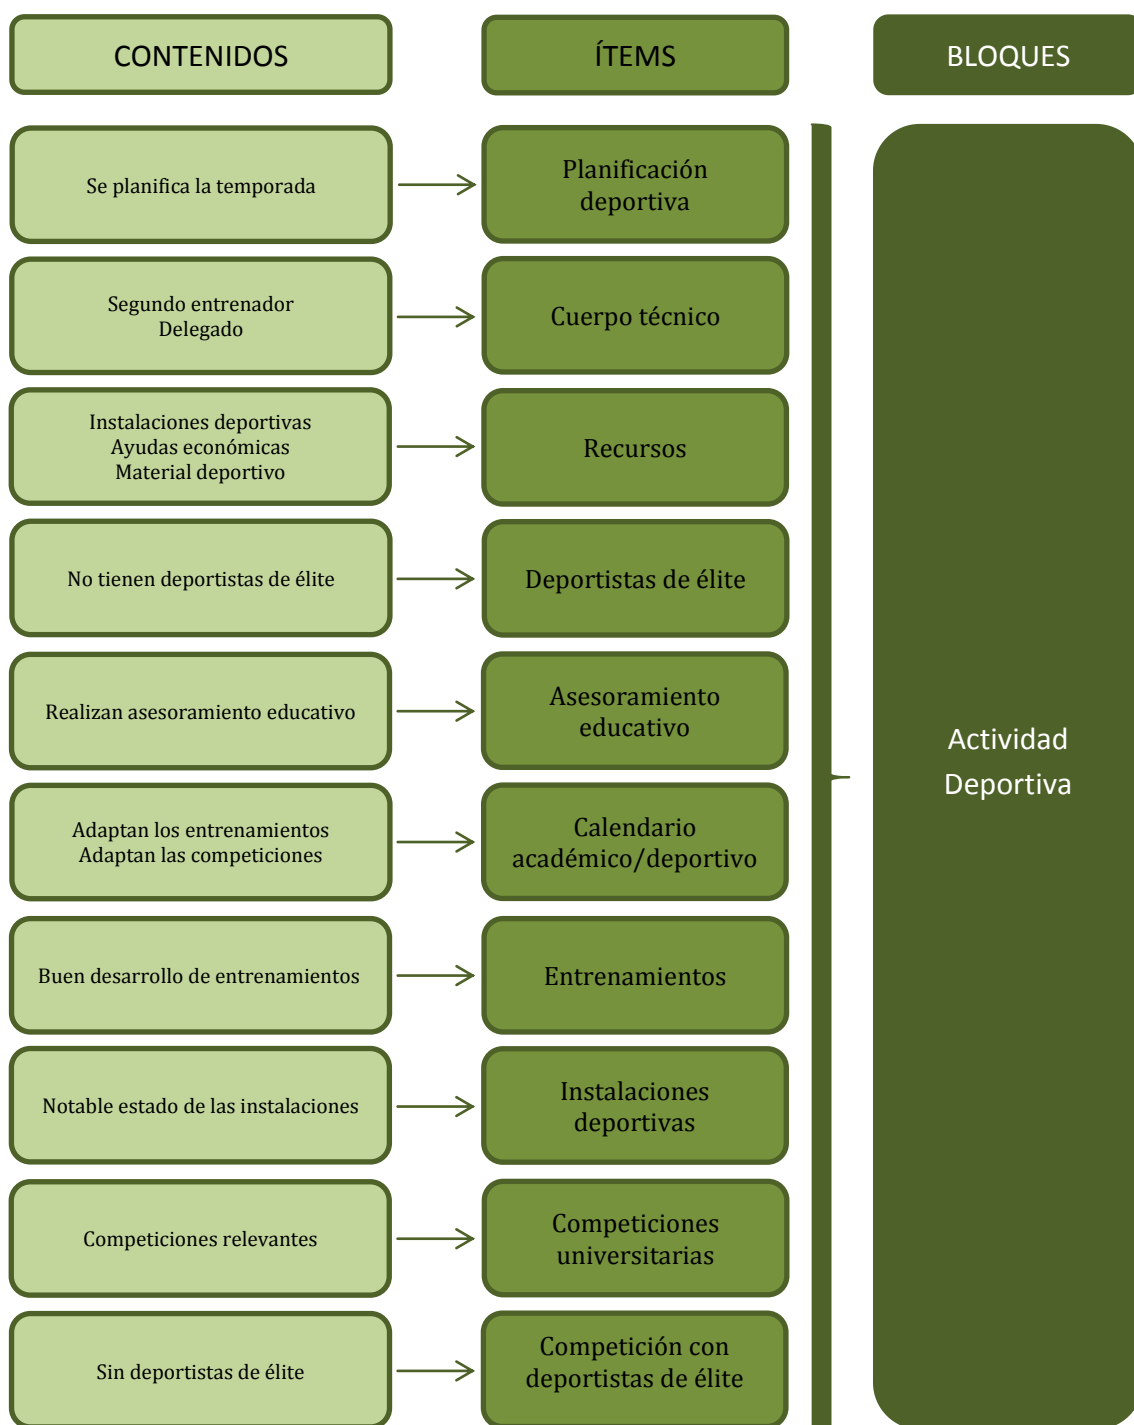 CONTENIDOS
ÍTEMS
BLOQUES
Se planifica la temporada
Planificación
deportiva
Segundo entrenador
Delegado
Cuerpo técnico
Instalaciones deportivas
Ayudas económicas
Material deportivo
Recursos
No tienen deportistas de élite
Deportistas de élite
Realizan asesoramiento educativo
Asesoramiento
educativo
Adaptan los entrenamientos
Adaptan las competiciones
Calendario
académico/deportivo
Buen desarrollo de entrenamientos
Entrenamientos
Notable estado de las instalaciones
Instalaciones
deportivas
Competiciones relevantes
Competiciones
universitarias
Sin deportistas de élite
Competición con
deportistas de élite
Actividad
Deportiva